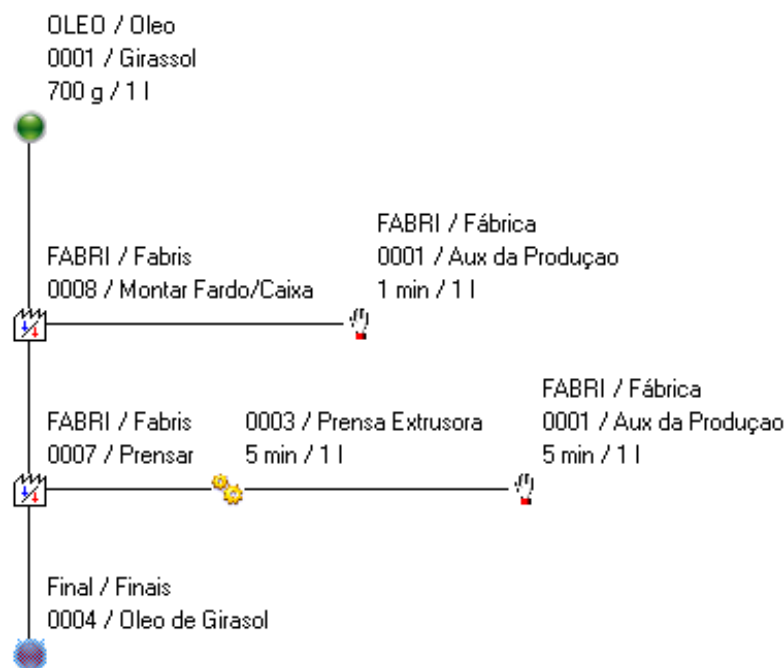 OLEO / Oleo
0001 / Girassol
700 g / 1 l
FABRI / Fábrica
0001 / Aux da Produçao
1 min / 1 l
FABRI / Fabris
0008 / Montar Fardo/Caixa
FABRI / Fábrica
0001 / Aux da Produçao
5 min / 1 l
FABRI / Fabris
0007 / Prensar
0003 / Prensa Extrusora
5 min / 1 l
Final / Finais
0004 / Oleo de Girasol